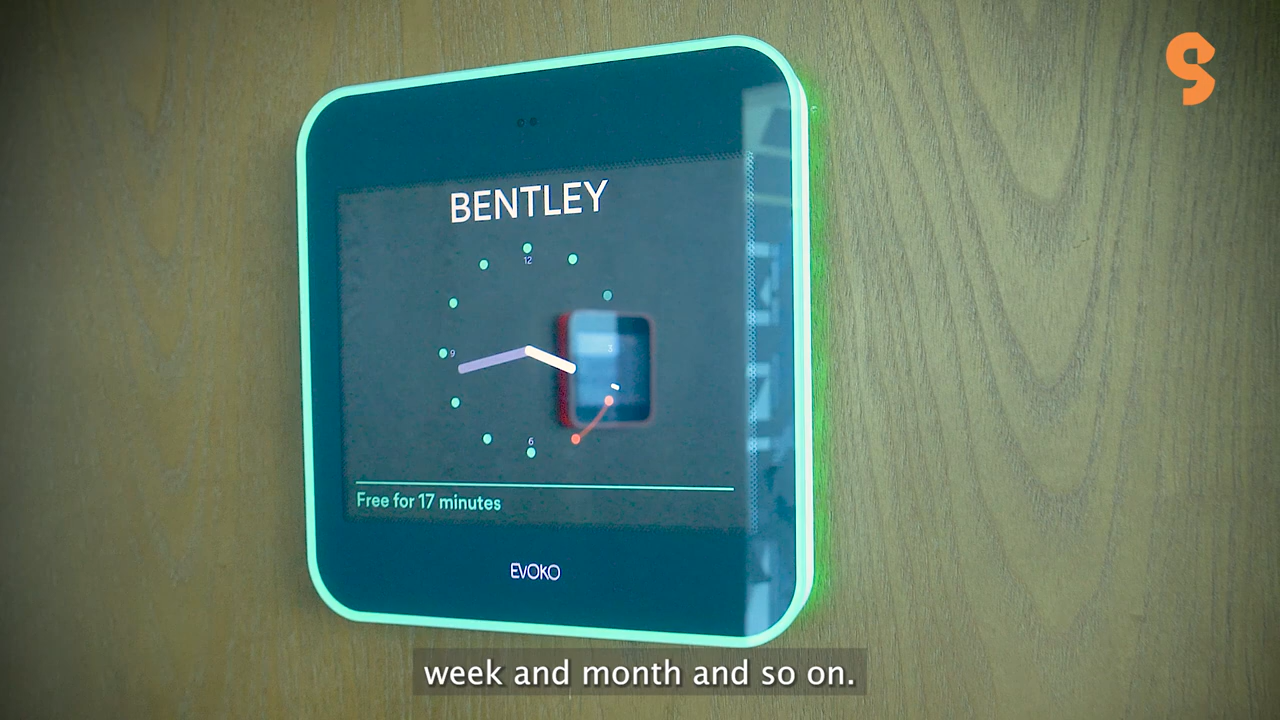 BENTLEY
12
9
3
6
Free for 17 minutes
EVOKO
week and month and so on.